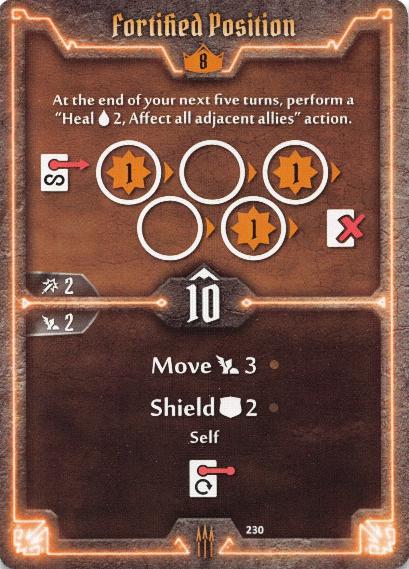 Fortified Position
8
At the end of your next five turns, perform a
“Heal 2, Affect all adjacent allies” action.
S
1
1
1
2
10
2
Move 3
Shield 2
Self
230